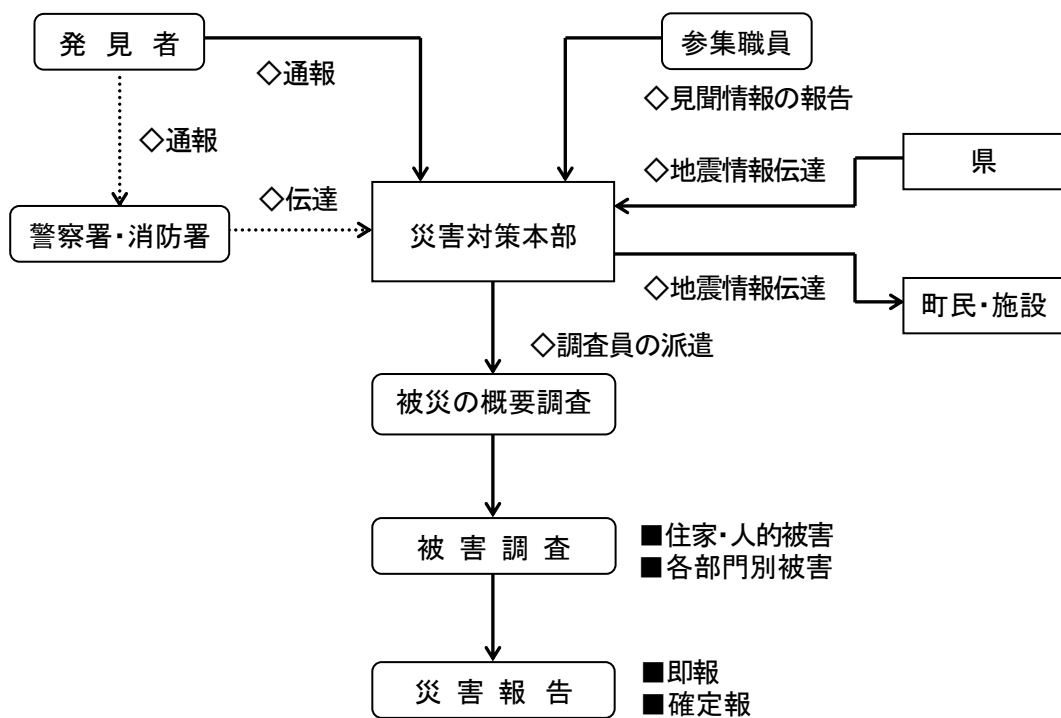 発 見 者
参集職員
◇通報
◇見聞情報の報告
◇通報
◇地震情報伝達
県
◇伝達
警察署・消防署
災害対策本部
◇地震情報伝達
町民・施設
◇調査員の派遣
被災の概要調査
被 害 調 査
■住家・人的被害
■各部門別被害
災 害 報 告
■即報
■確定報